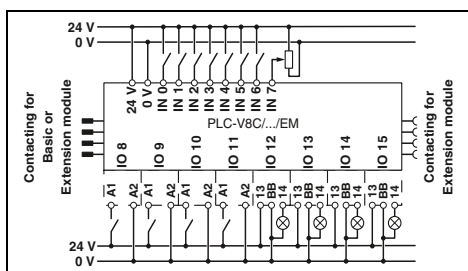 24 V
0 V
Contacting for
Basic or
Extension module
24 V
0 V
IN 0
IN 1
IN 2
IN 3
IN 4
IN 5
IN 6
IN 7
PLC-V8C/.../EM
IO 8
IO 9
IO 10
IO 11
IO 12
IO 13
IO 14
IO 15
Contacting for
Extension module
A1
A2
A1
A2
A1
A2
A1
A2
13
BB
14
13
BB
14
13
BB
14
13
BB
14
24 V
0 V